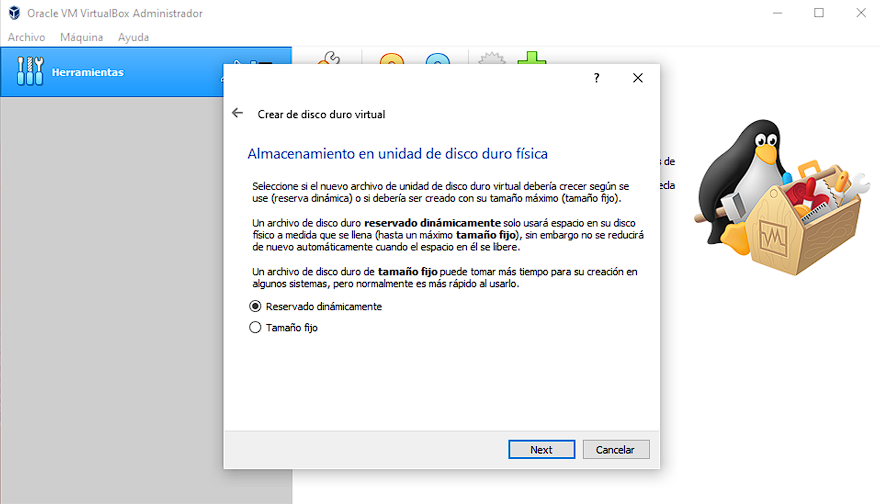 Oracle VM VirtualBox Administrador
Archivo Máquina Ayuda
Herramientas
?
Crear de disco duro virtual
Almacenamiento en unidad de disco duro física
Seleccione si el nuevo archivo de unidad de disco duro virtual debería crecer según se
use (reserva dinámica) o si debería ser creado con su tamaño máximo (tamaño fijo).
Un archivo de disco duro reservado dinámicamente solo usará espacio en su disco
físico a medida que se llena (hasta un máximo tamaño fijo), sin embargo no se reducirá
de nuevo automáticamente cuando el espacio en él se libere.
Un archivo de disco duro de tamaño fijo puede tomar más tiempo para su creación en
algunos sistemas, pero normalmente es más rápido al usarlo.
Reservado dinámicamente
Tamaño fijo
Next Cancelar
de